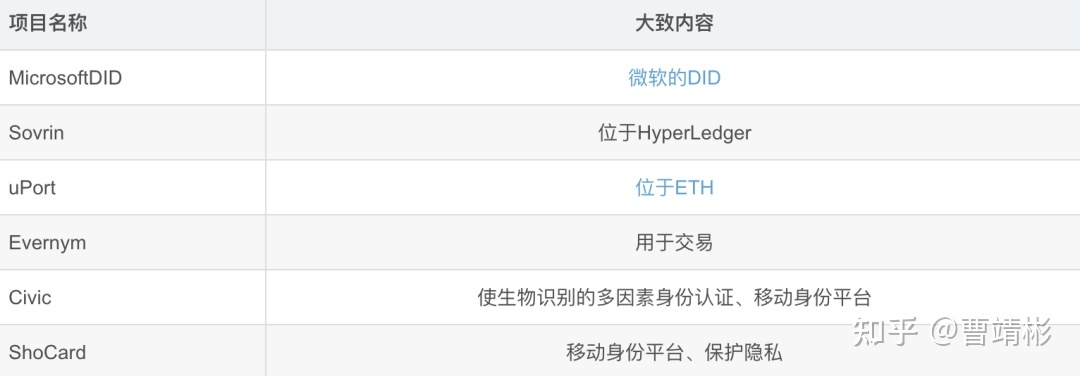 项目名称 大致内容
MicrosoftDID 微软的DID
Sovrin 位于HyperLedger
uPort 位于ETH
Evernym 用于交易
Civic 使生物识别的多因素身份认证、移动身份平台
ShoCard 移动身份平台、保护隐私
知乎 @曹靖彬